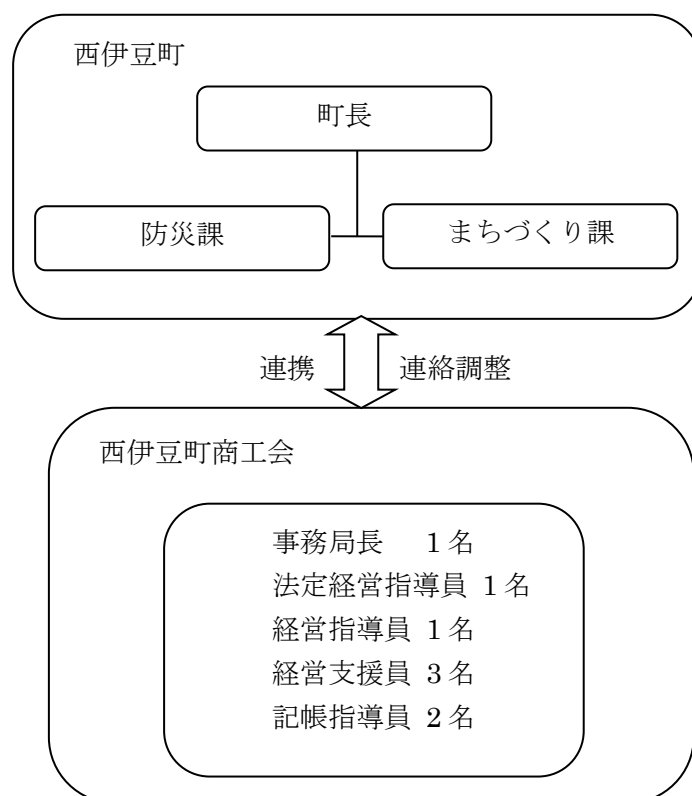 西伊豆町
町長
防災課
まちづくり課
連携
連絡調整
西伊豆町商工会
事務局長　1名
法定経営指導員 1名
経営指導員 1名
経営支援員 3名
記帳指導員 2名